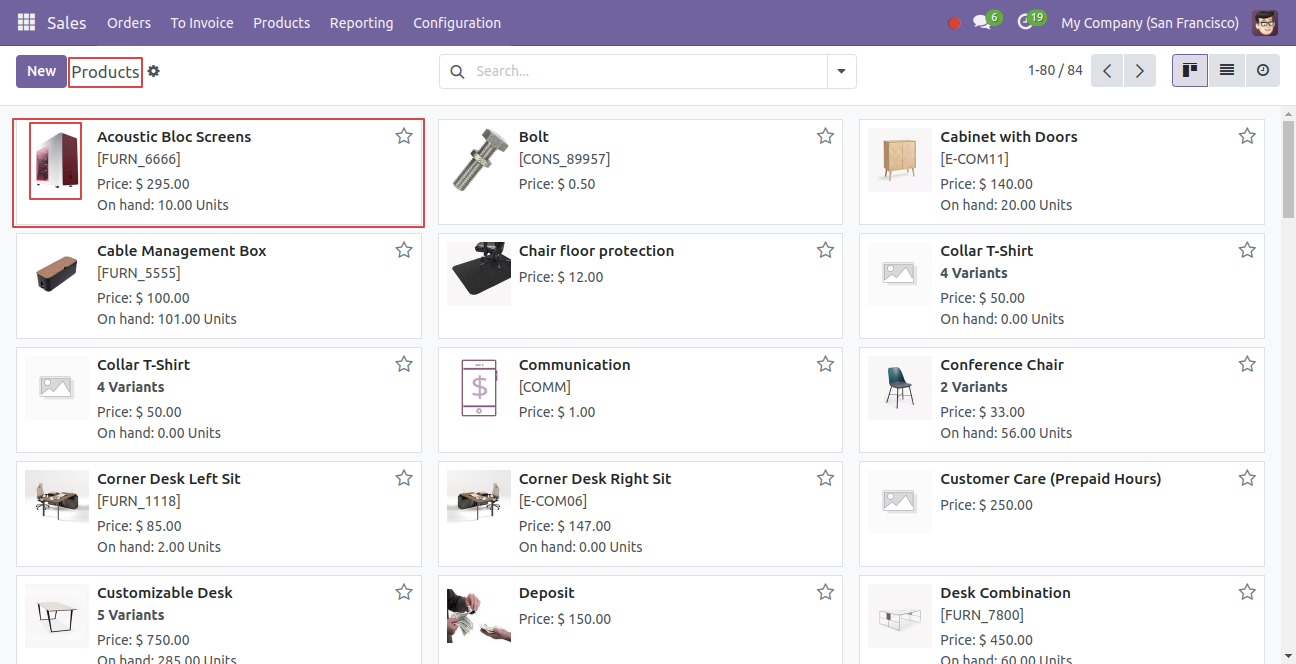 Sales Orders To Invoice Products Reporting Configuration 6 19 My Company (San Francisco)
New Products Search... 1-80 / 84
Acoustic Bloc Screens
[FURN_6666]
Price: $ 295.00
On hand: 10.00 Units
Bolt
[CONS_89957]
Price: $ 0.50
Cabinet with Doors
[E-COM11]
Price: $ 140.00
On hand: 20.00 Units
Cable Management Box
[FURN_5555]
Price: $ 100.00
On hand: 101.00 Units
Chair floor protection
Price: $ 12.00
Collar T-Shirt
4 Variants
Price: $ 50.00
On hand: 0.00 Units
Collar T-Shirt
4 Variants
Price: $ 50.00
On hand: 0.00 Units
Communication
[COMM]
Price: $ 1.00
Conference Chair
2 Variants
Price: $ 33.00
On hand: 56.00 Units
Corner Desk Left Sit
[FURN_1118]
Price: $ 85.00
On hand: 2.00 Units
Corner Desk Right Sit
[E-COM06]
Price: $ 147.00
On hand: 0.00 Units
Customer Care (Prepaid Hours)
Price: $ 250.00
Customizable Desk
5 Variants
Price: $ 750.00
On hand: 285.00 Units
Deposit
Price: $ 150.00
Desk Combination
[FURN_7800]
Price: $ 450.00
On hand: 60.00 Units